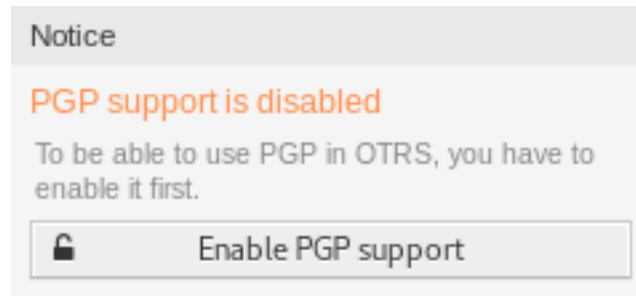 Notice
PGP support is disabled
To be able to use PGP in OTRS, you have to
enable it first.
Enable PGP support